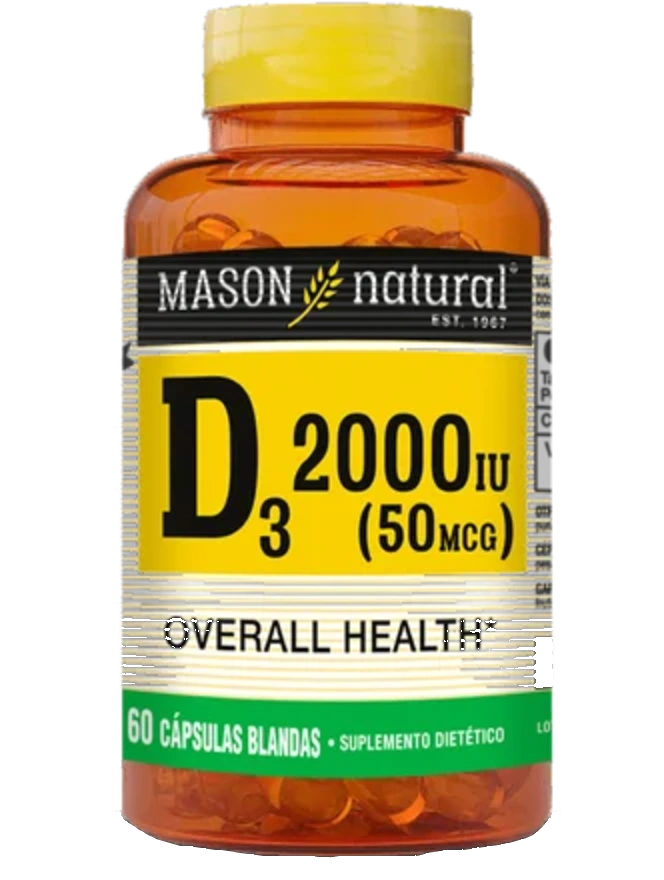 MASON natural
EST. 1967
D3 2000IU
(50MCG)
OVERALL HEALTH*
60 CÁPSULAS BLANDAS • SUPLEMENTO DIETÉTICO